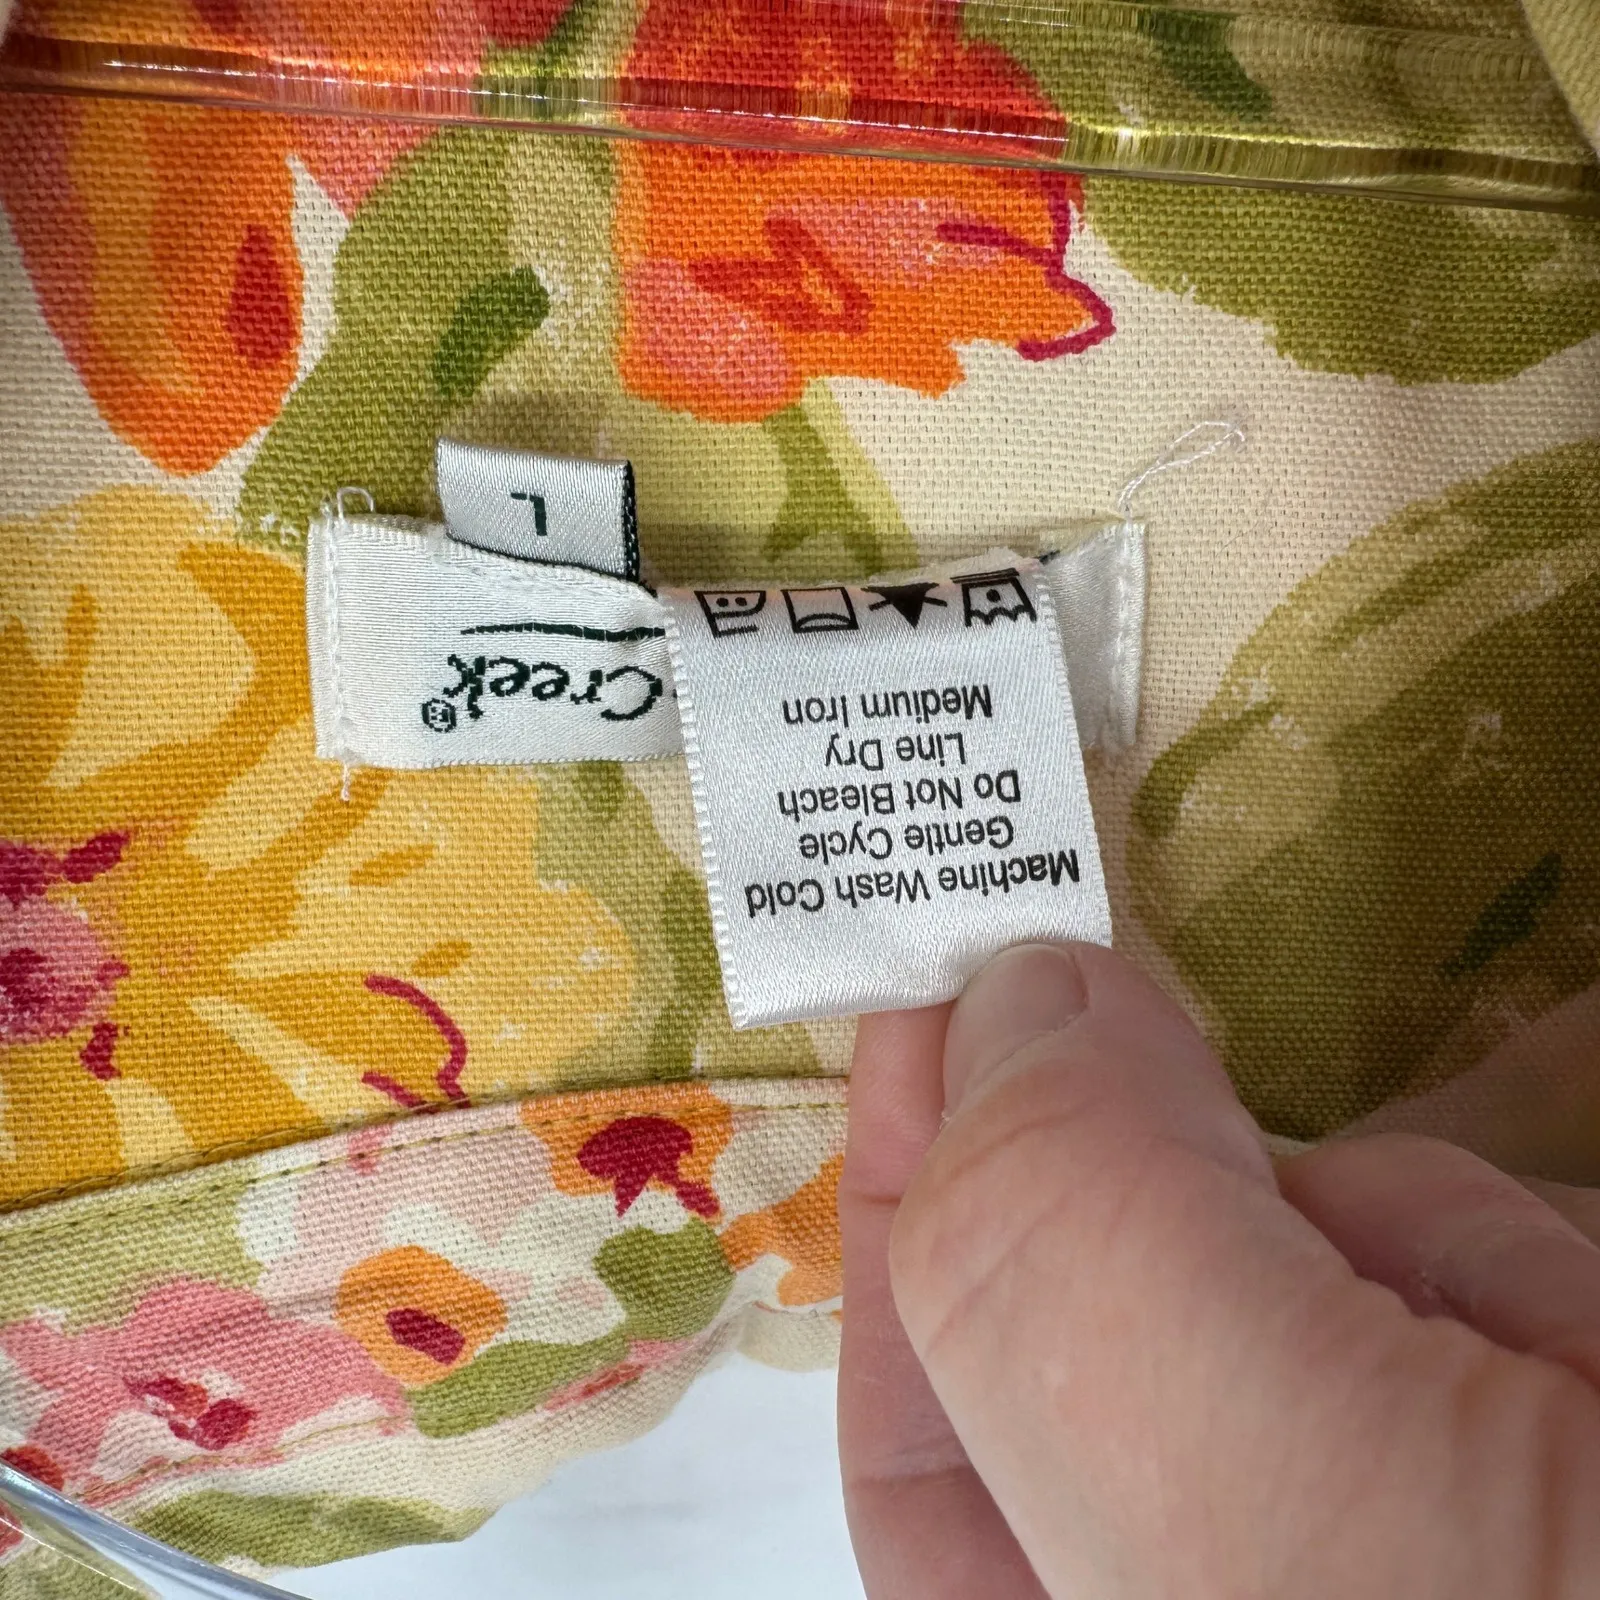 L
Creek®
Machine Wash Cold
Gentle Cycle
Do Not Bleach
Line Dry
Medium Iron